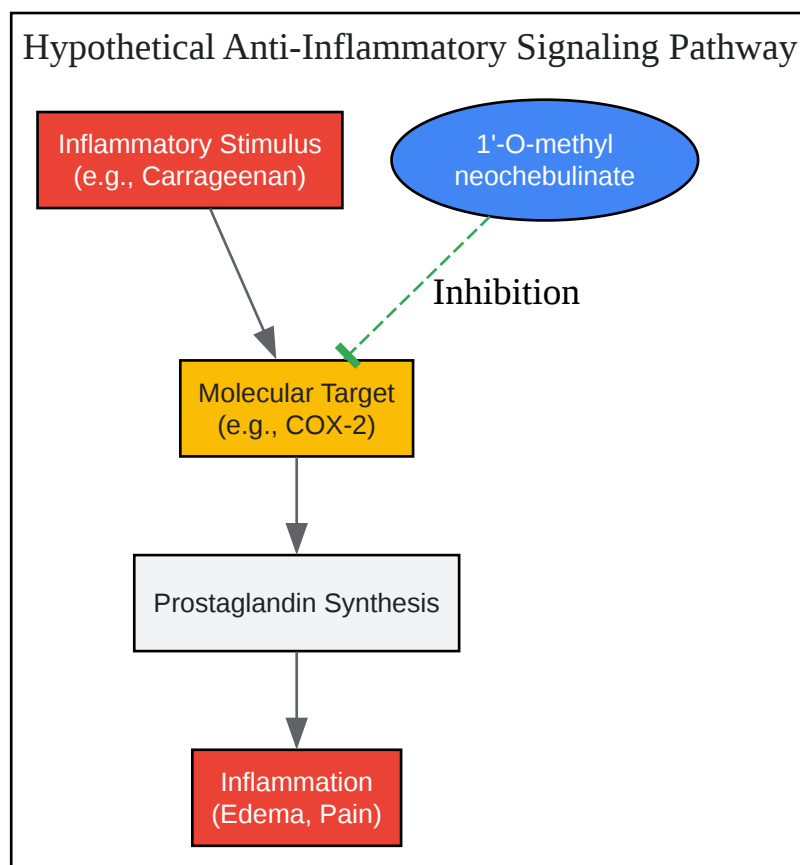 Hypothetical Anti-Inflammatory Signaling Pathway
Inflammatory Stimulus
(e.g., Carrageenan)
1'-O-methyl
neochebulinate
Inhibition
Molecular Target
(e.g., COX-2)
Prostaglandin Synthesis
Inflammation
(Edema, Pain)